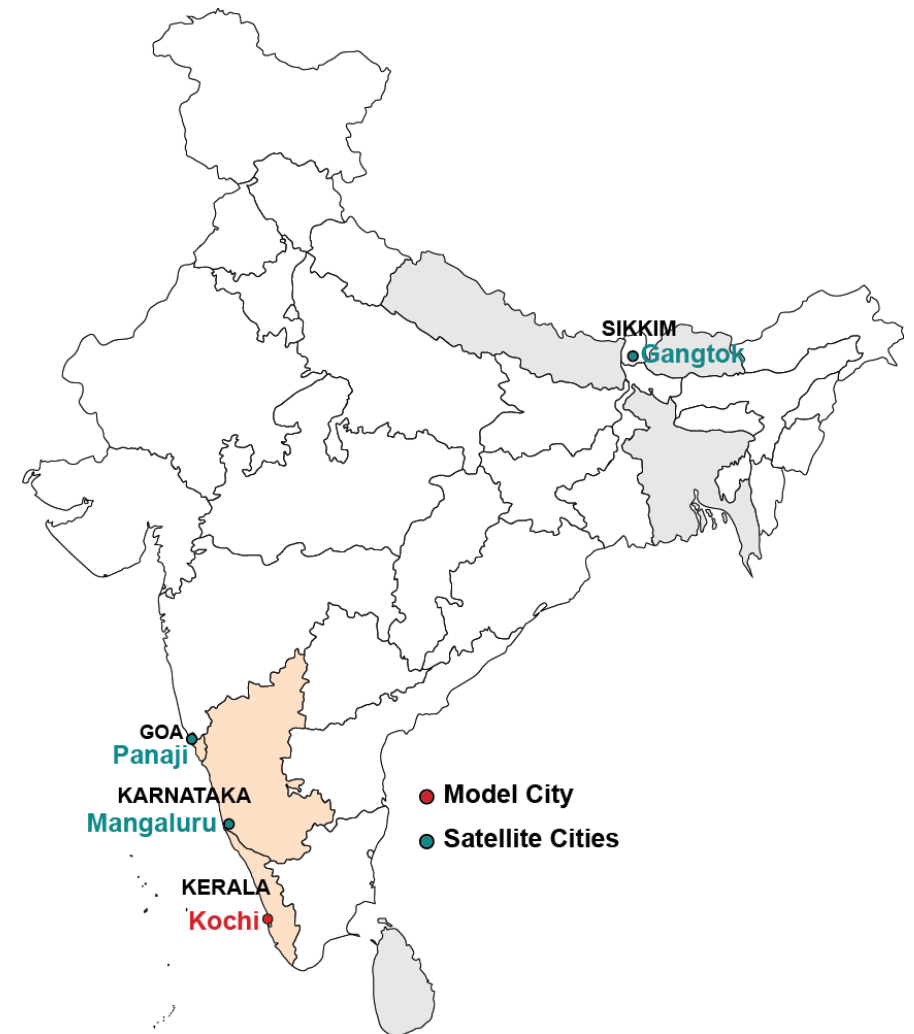 SIKKIM
Gangtok
GOA
Panaji
KARNATAKA
Mangaluru
KERALA
Kochi
Model City
Satellite Cities